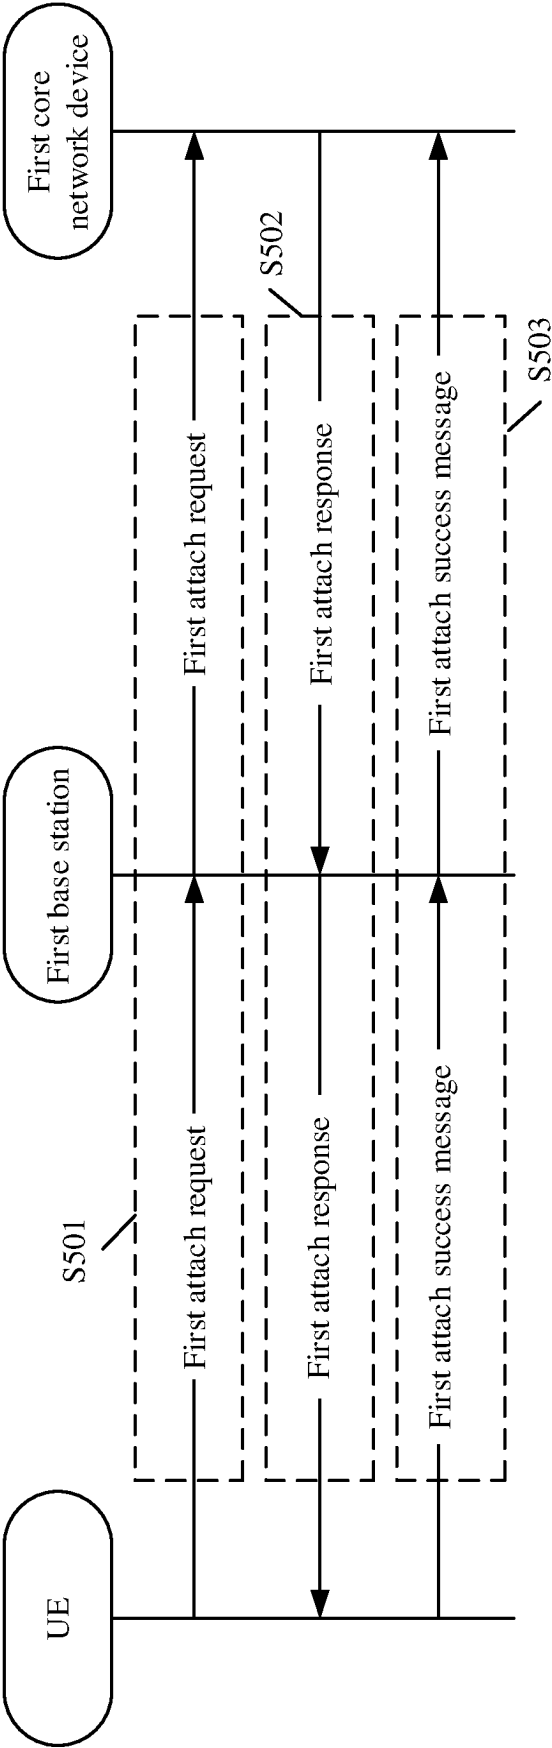 UE
First base station
First core
network device
S501
First attach request
First attach request
S502
First attach response
First attach response
First attach success message
First attach success message
S503